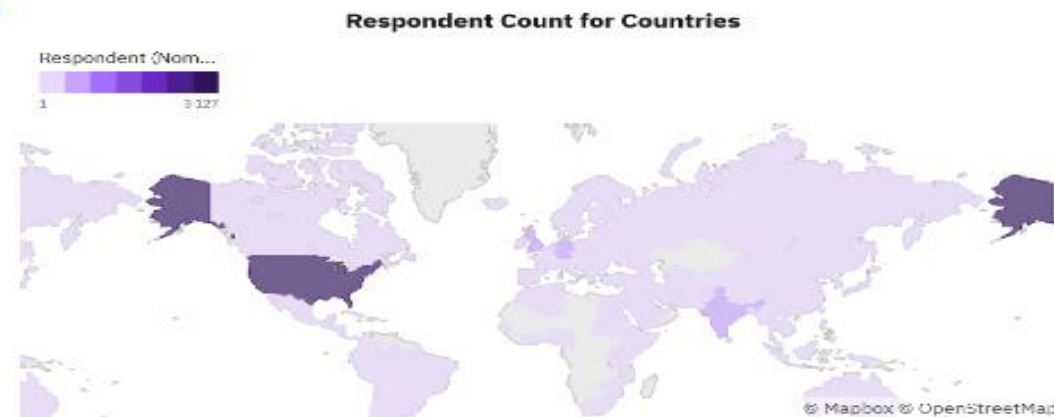 Respondent Count for Countries
Respondent (Nom...
1
3 127
© Mapbox © OpenStreetMap